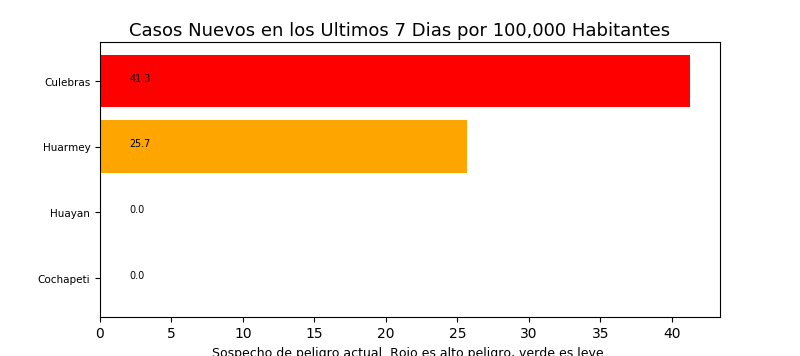 Casos Nuevos en los Ultimos 7 Dias por 100,000 Habitantes
Culebras
41.3
Huarmey
25.7
Huayan
0.0
Cochapeti
0.0
0 5 10 15 20 25 30 35 40
Sospecho de peligro actual. Rojo es alto peligro, verde es leve